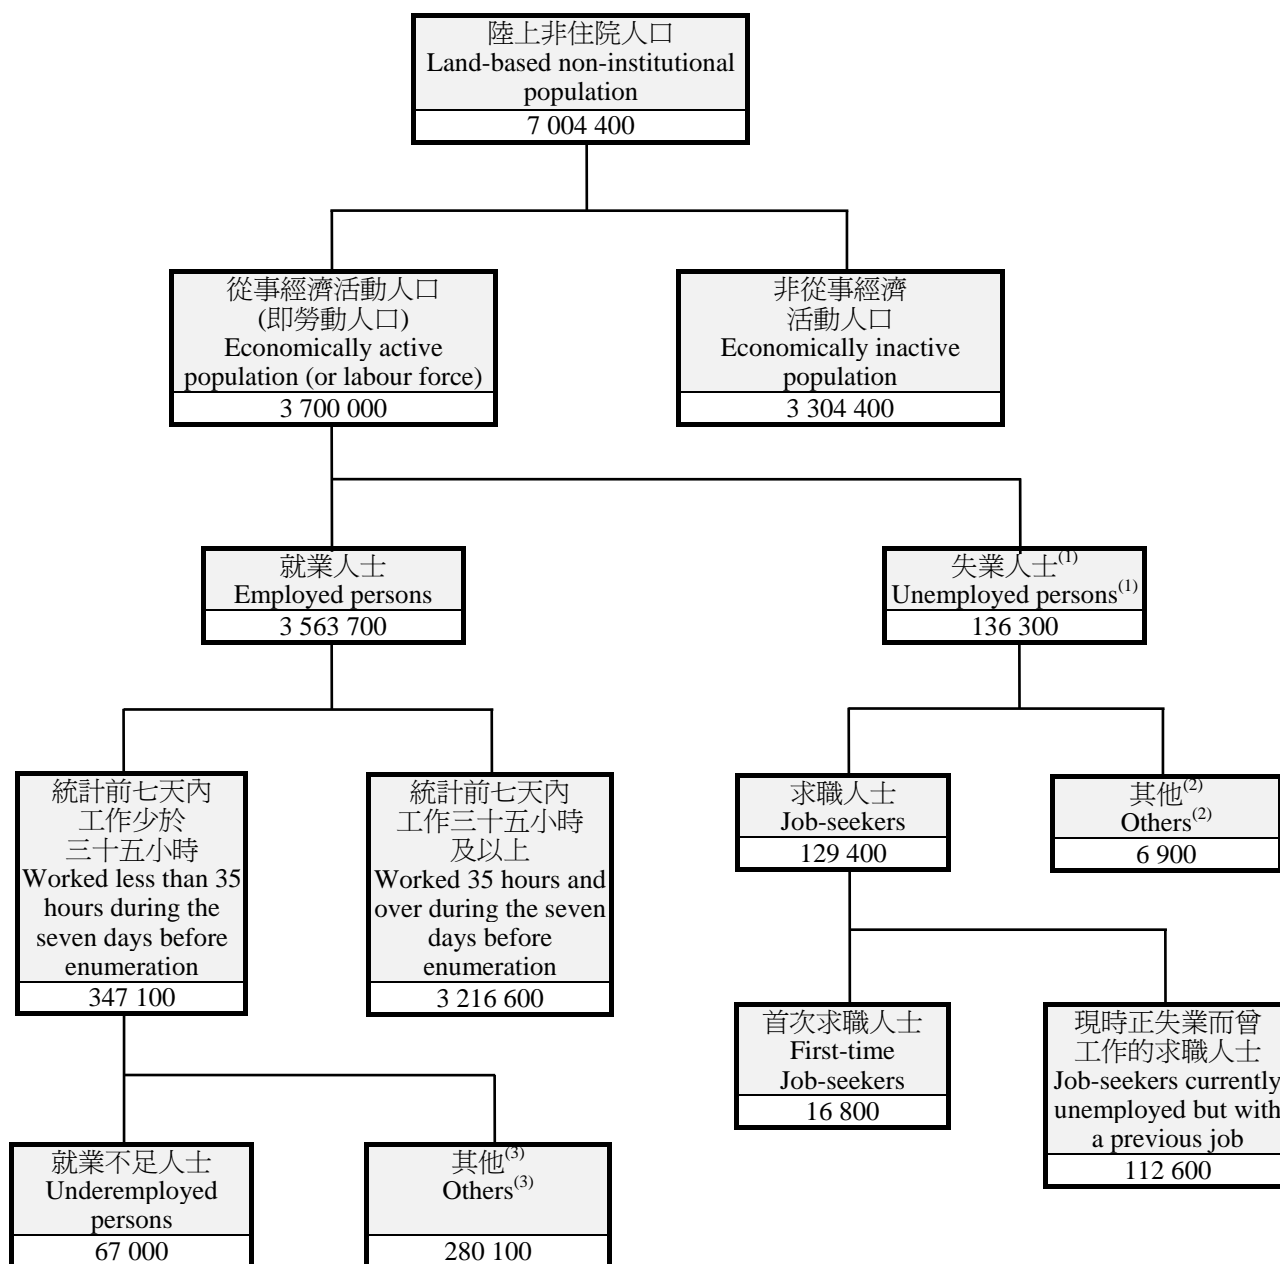 陸上非住院人口
Land-based non-institutional
population
7 004 400
從事經濟活動人口
(即勞動人口)
Economically active
population (or labour force)
3 700 000
非從事經濟
活動人口
Economically inactive
population
3 304 400
就業人士
Employed persons
3 563 700
失業人士(1)
Unemployed persons(1)
136 300
統計前七天內
工作少於
三十五小時
Worked less than 35
hours during the
seven days before
enumeration
347 100
統計前七天內
工作三十五小時
及以上
Worked 35 hours and
over during the seven
days before
enumeration
3 216 600
求職人士
Job-seekers
129 400
其他(2)
Others(2)
6 900
首次求職人士
First-time
Job-seekers
16 800
現時正失業而曾
工作的求職人士
Job-seekers currently
unemployed but with
a previous job
112 600
就業不足人士
Underemployed
persons
67 000
其他(3)
Others(3)
280 100